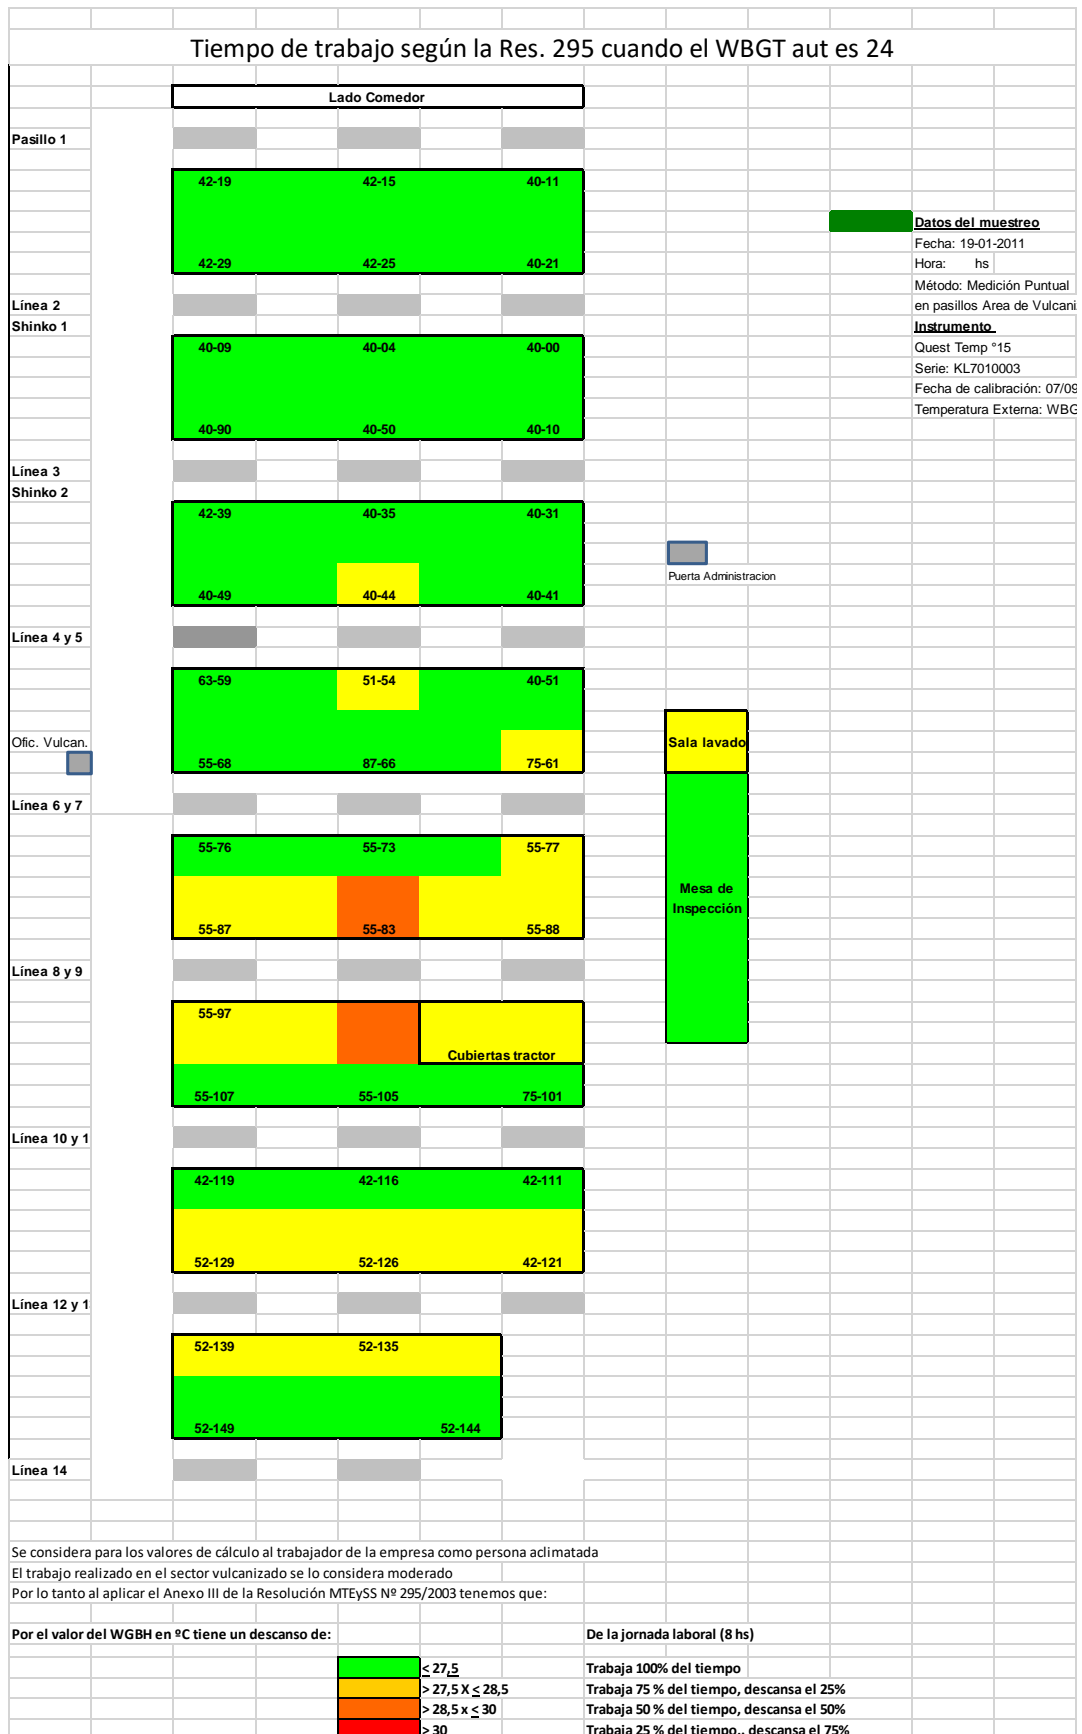 Tiempo de trabajo según la Res. 295 cuando el WBGT aut es 24
Lado Comedor
Pasillo 1
42-19 42-15 40-11
Datos del muestreo
Fecha: 19-01-2011
42-29 42-25 40-21
Hora: hs
Método: Medición Puntual
Línea 2
en pasillos Area de Vulcani
Shinko 1
Instrumento
40-09 40-04 40-00
Quest Temp °15
Serie: KL7010003
Fecha de calibración: 07/09
Temperatura Externa: WBG
40-90 40-50 40-10
Línea 3
Shinko 2
42-39 40-35 40-31
Puerta Administracion
40-49 40-44 40-41
Línea 4 y 5
63-59 51-54 40-51
Ofic. Vulcan.
Sala lavado
55-68 87-66 75-61
Línea 6 y 7
55-76 55-73 55-77
Mesa de
Inspección
55-87 55-83 55-88
Línea 8 y 9
55-97
Cubiertas tractor
55-107 55-105 75-101
Línea 10 y 1
42-119 42-116 42-111
52-129 52-126 42-121
Línea 12 y 1
52-139 52-135
52-149 52-144
Línea 14
Se considera para los valores de cálculo al trabajador de la empresa como persona aclimatada
El trabajo realizado en el sector vulcanizado se lo considera moderado
Por lo tanto al aplicar el Anexo III de la Resolución MTEySS Nº 295/2003 tenemos que:
Por el valor del WGBH en ºC tiene un descanso de: De la jornada laboral (8 hs)
< 27,5 Trabaja 100% del tiempo
> 27,5 X < 28,5 Trabaja 75 % del tiempo, descansa el 25%
> 28,5 x < 30 Trabaja 50 % del tiempo, descansa el 50%
> 30 Trabaja 25 % del tiempo., descansa el 75%